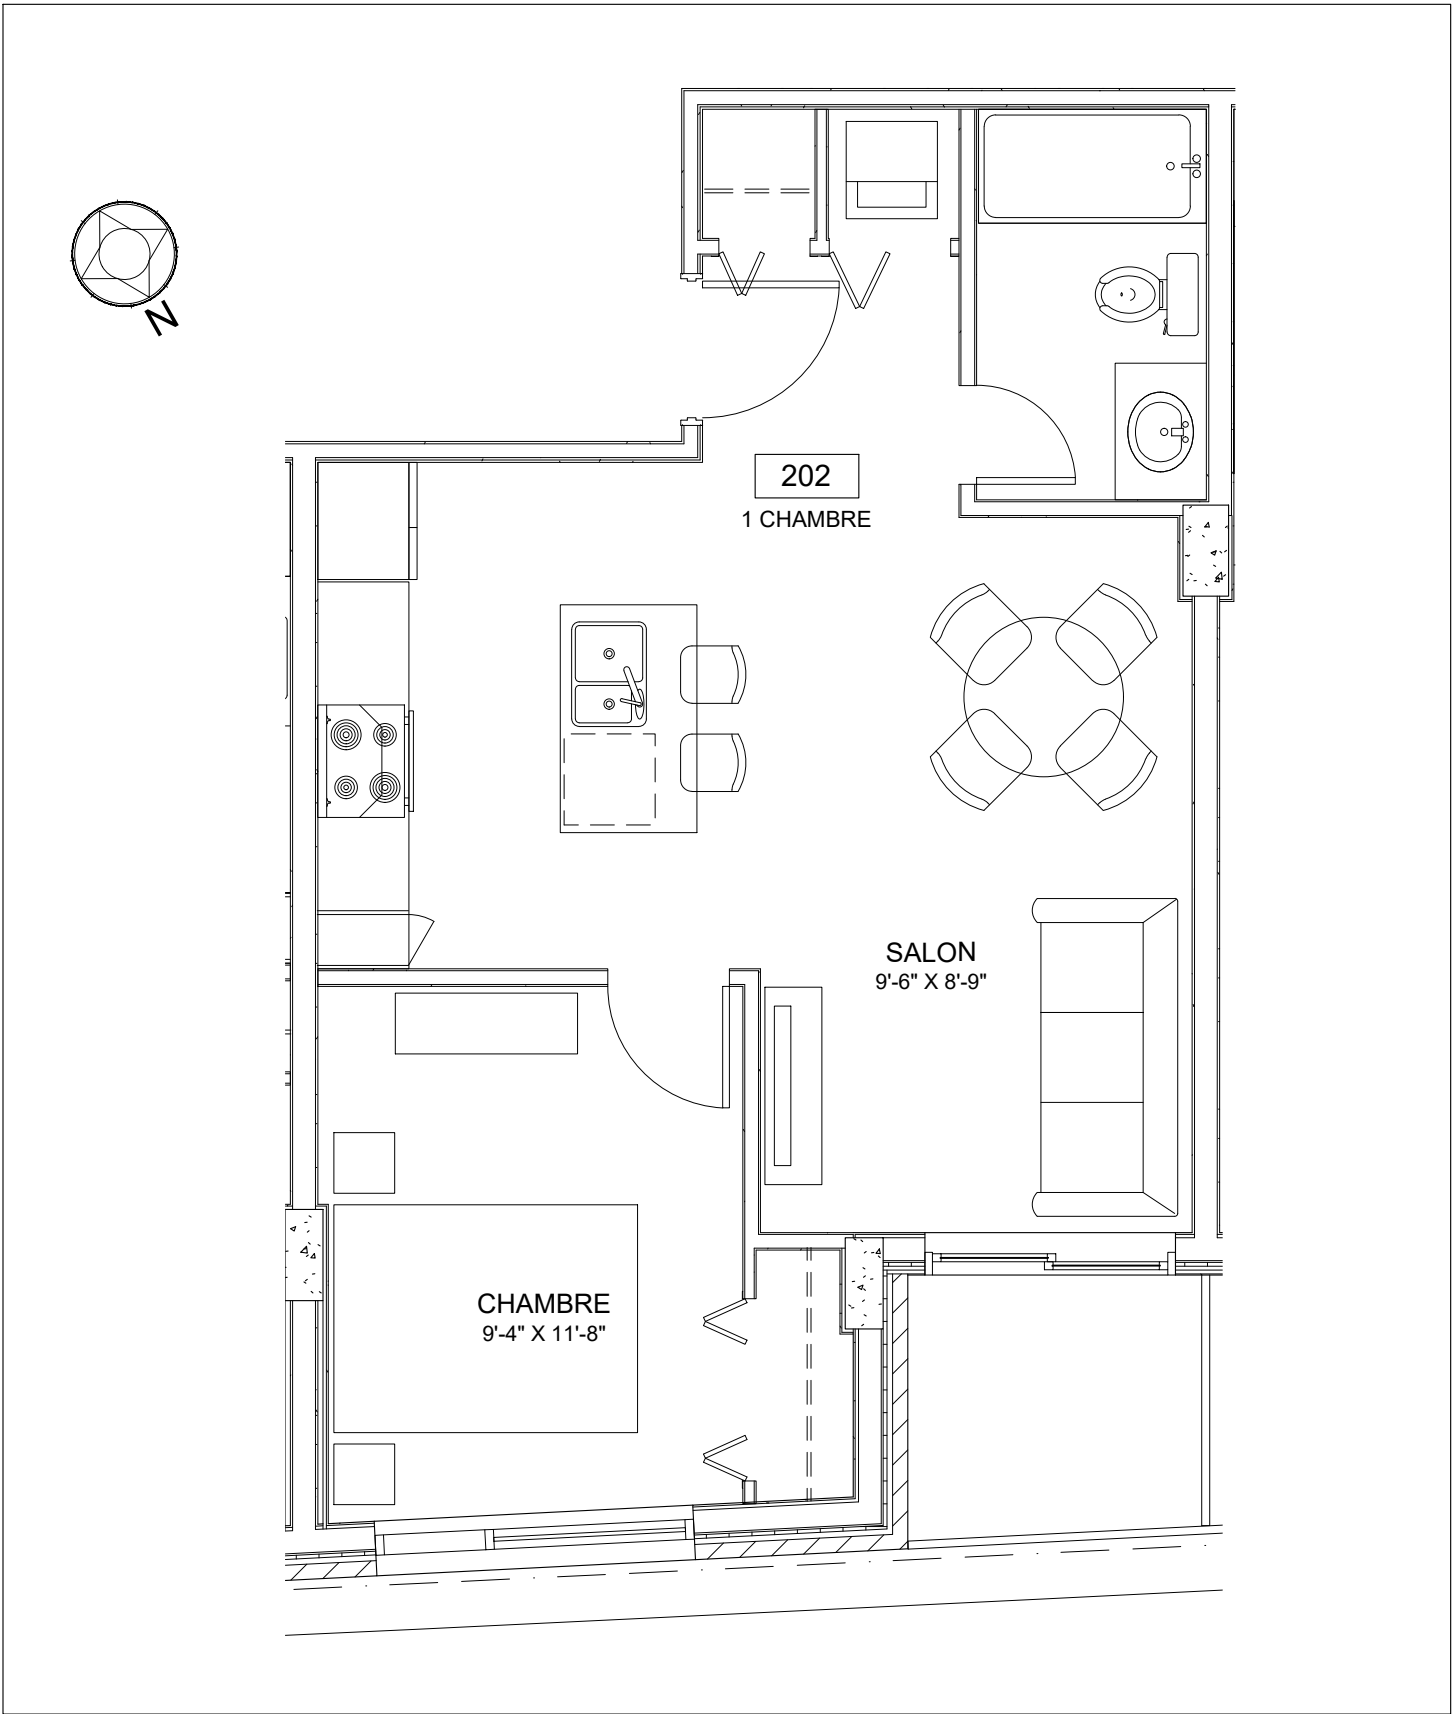 N
202
1 CHAMBRE
SALON
9'-6" X 8'-9"
CHAMBRE
9'-4" X 11'-8"